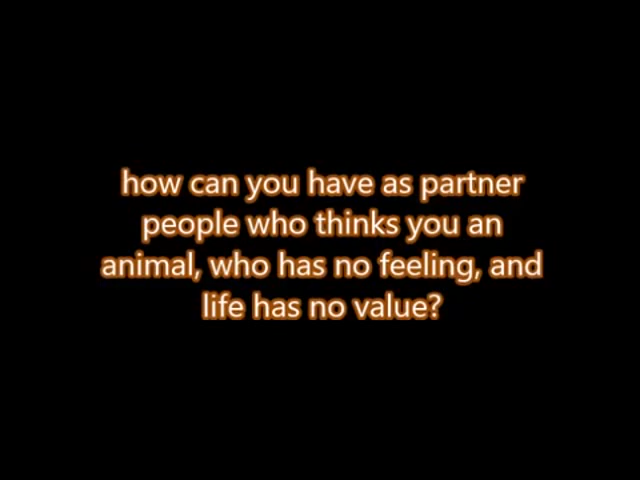 how can you have as partner
people who thinks you an
animal, who has no feeling, and
life has no value?